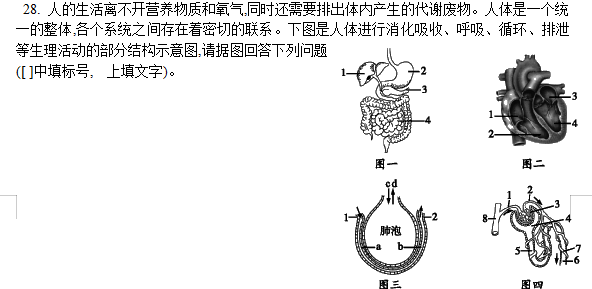 28. 人的生活离不开营养物质和氧气,同时还需要排出体内产生的代谢废物。人体是一个统
一的整体,各个系统之间存在着密切的联系。下图是人体进行消化吸收、呼吸、循环、排泄
等生理活动的部分结构示意图,请据图回答下列问题
([ ]中填标号, 上填文字)。
1 2
3
4
图一
3
1
4
2
图二
c d
1 2
肺泡
a b
图三
1 2
3
8 4
5 7
6
图四